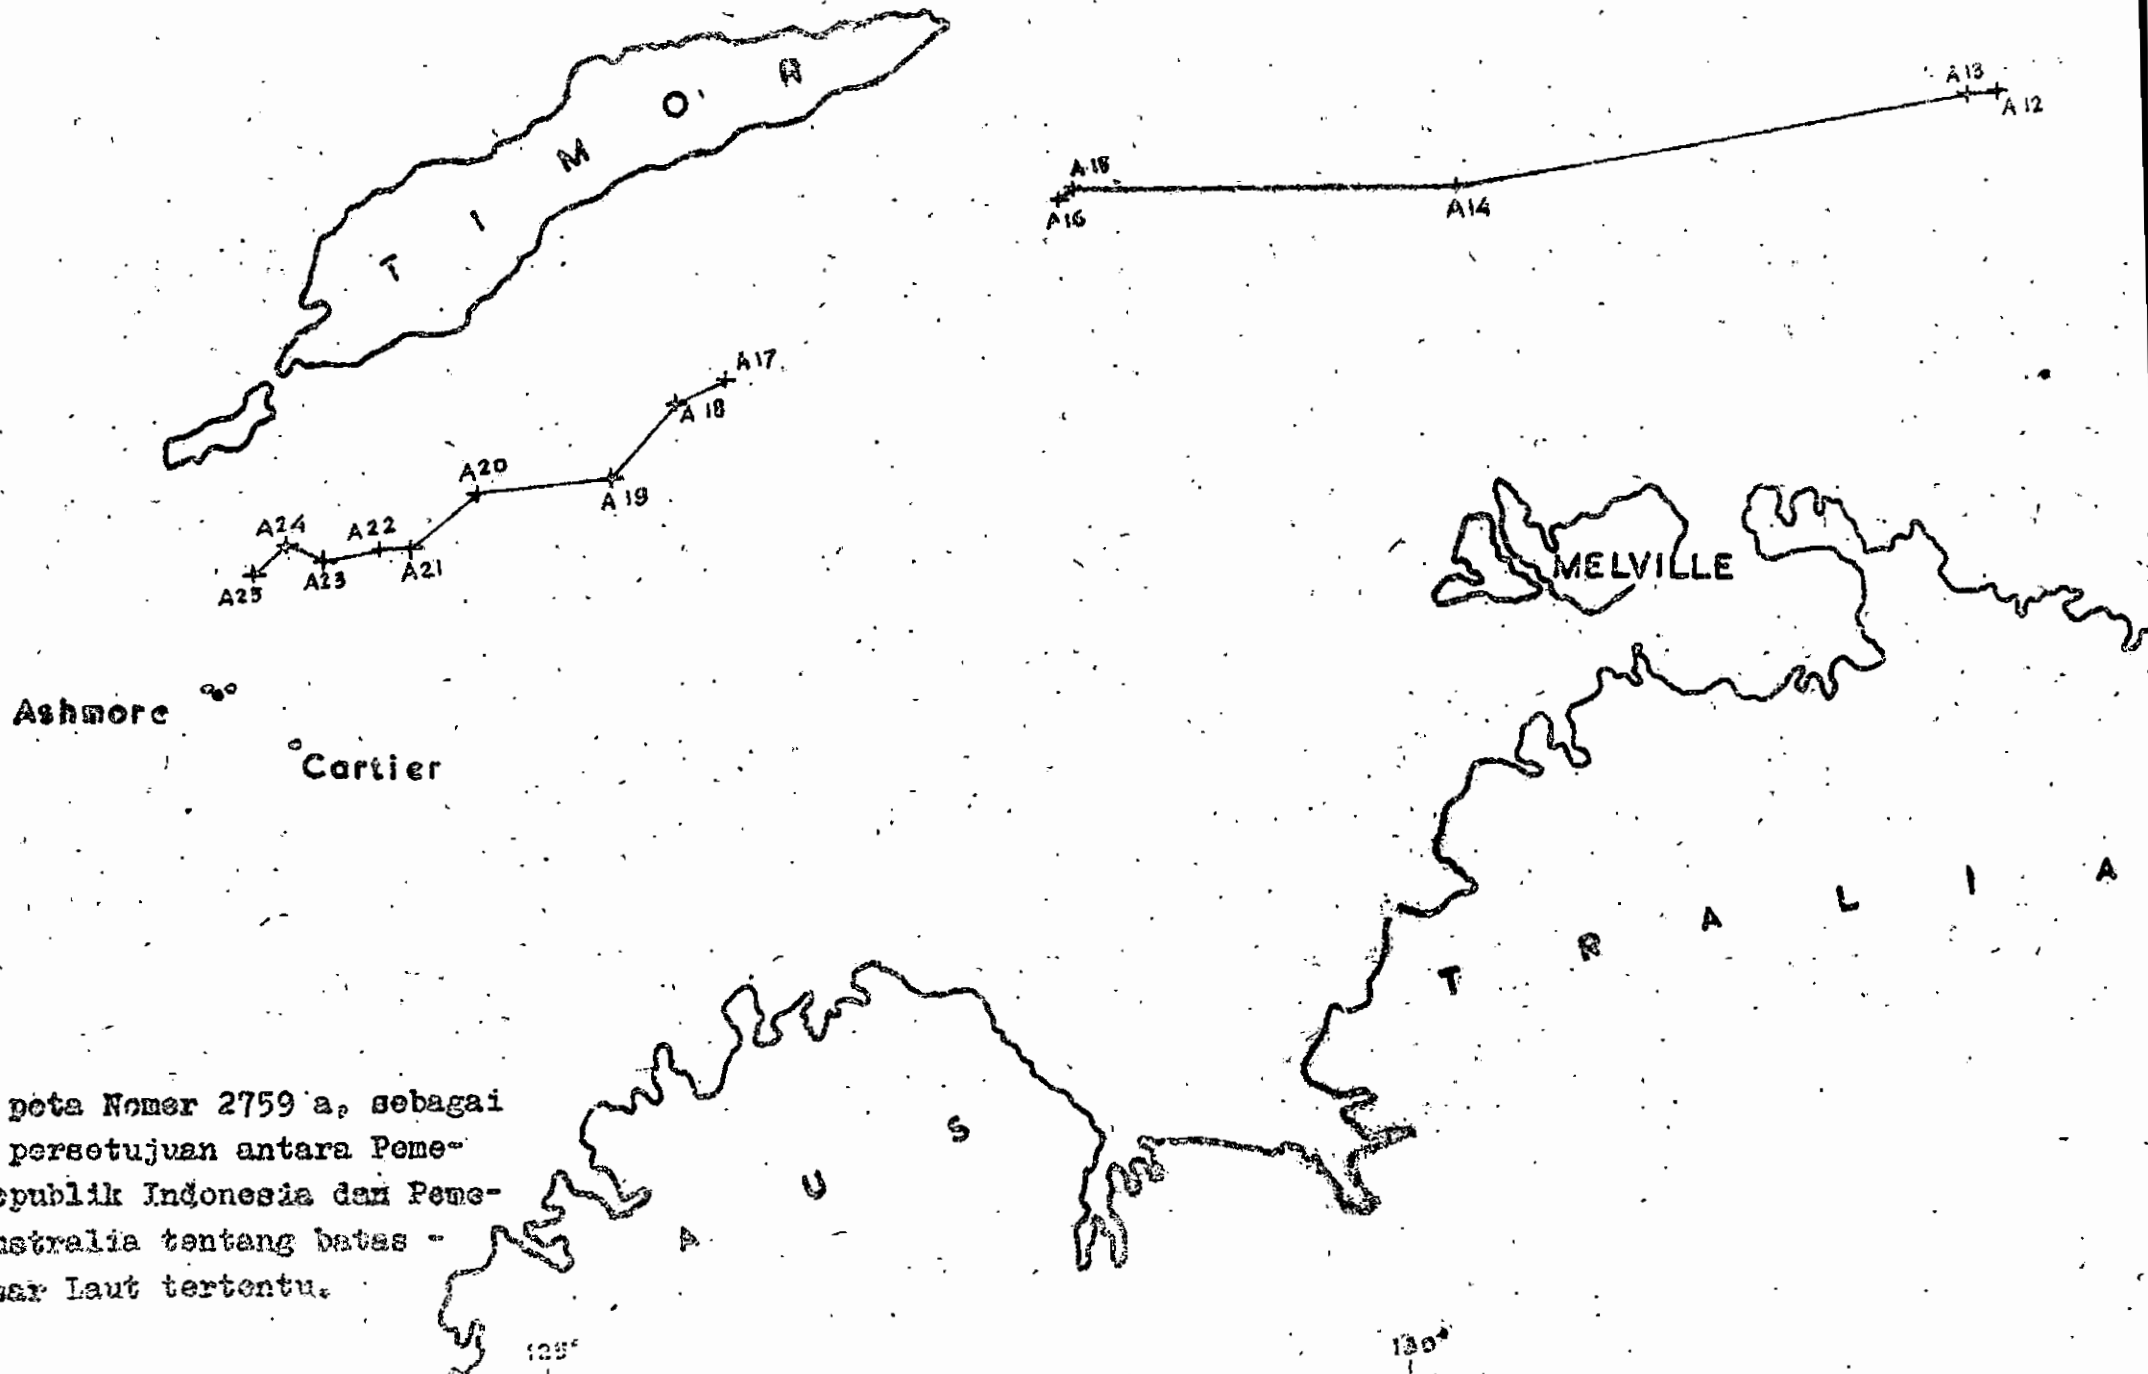 T I M O R
A13
A12
A15
A16
A14
A17
A18
A20
A19
A24
A22
A25
A23
A21
MELVILLE
Ashmore
Cartier
A U S T R A L I A
peta Nomer 2759 a, sebagai
persetujuan antara Peme-
epublik Indonesia dan Peme-
ustralia tentang batas -
sar Laut tertentu.
125°
130°